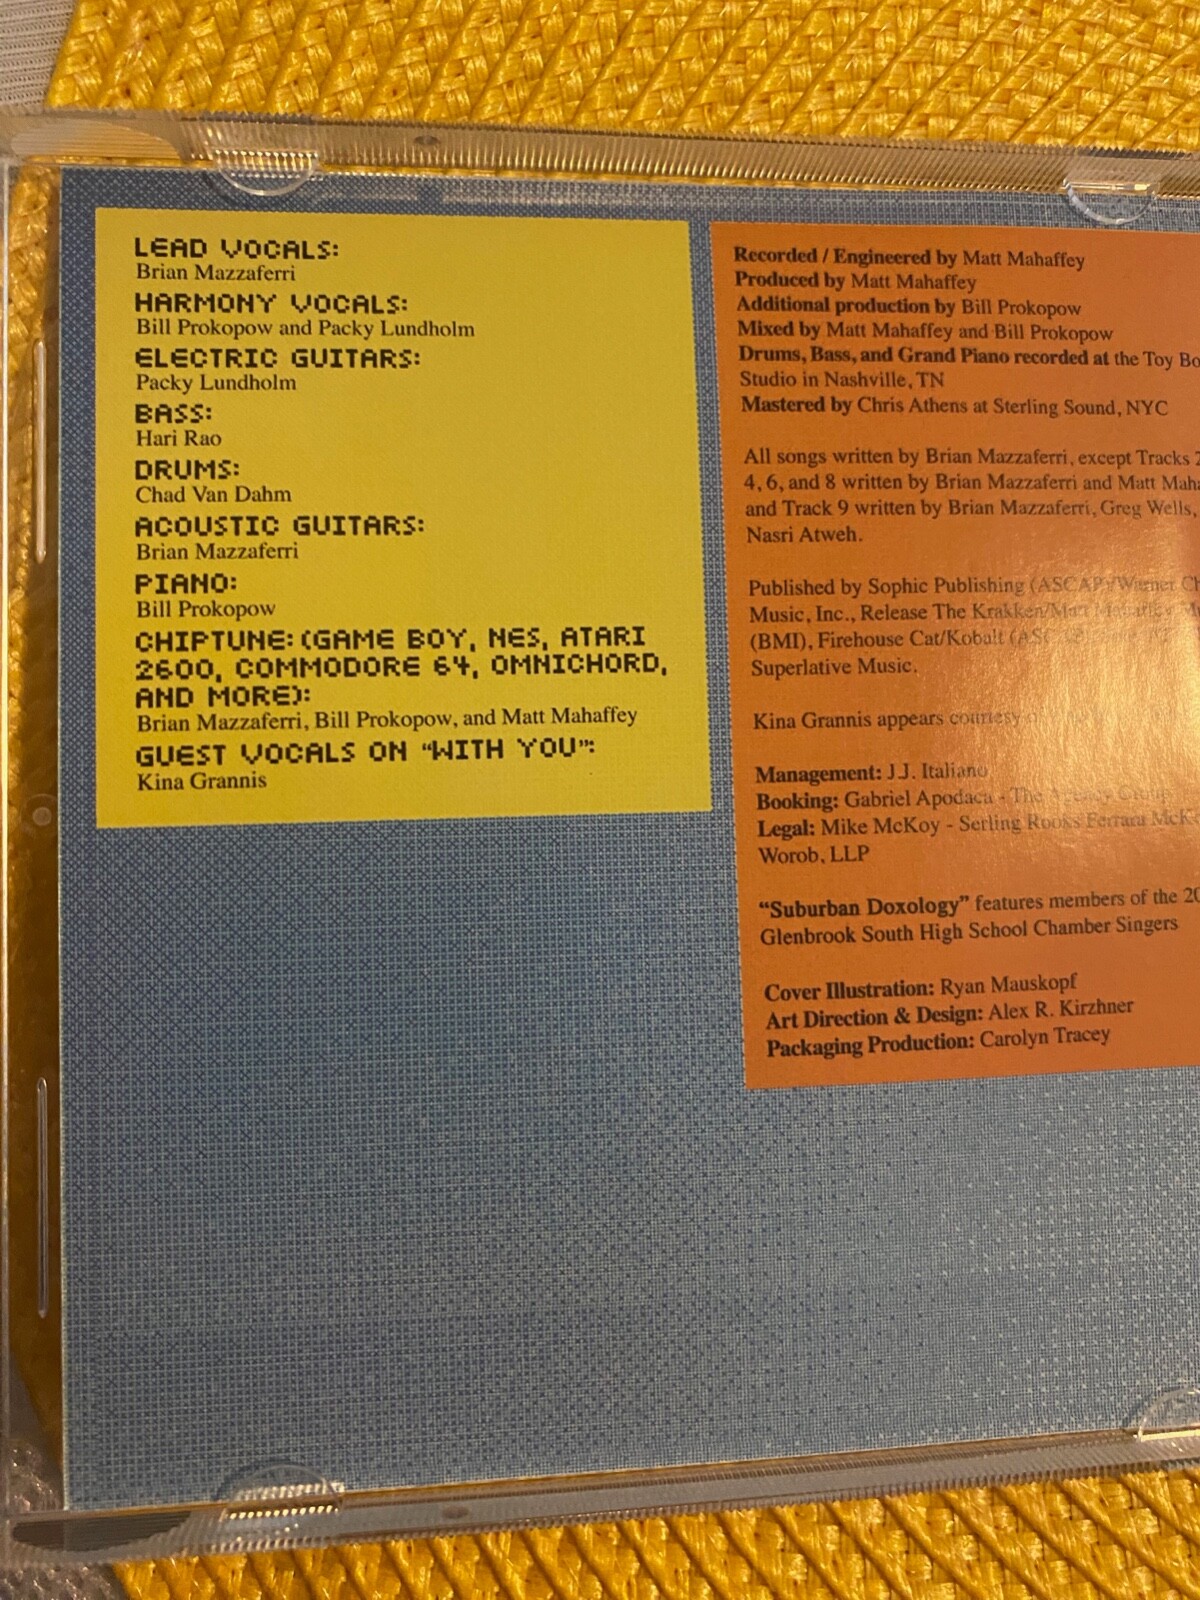 LEAD VOCALS:
Brian Mazzaferri
HARMONY VOCALS:
Bill Prokopow and Packy Lundholm
ELECTRIC GUITARS:
Packy Lundholm
BASS:
Hari Rao
DRUMS:
Chad Van Dahm
ACOUSTIC GUITARS:
Brian Mazzaferri
PIANO:
Bill Prokopow
CHIPTUNE: (GAME BOY, NES, ATARI
2600, COMMODORE 64, OMNICHORD,
AND MORE):
Brian Mazzaferri, Bill Prokopow, and Matt Mahaffey
GUEST VOCALS ON “WITH YOU”:
Kina Grannis
Recorded / Engineered by Matt Mahaffey
Produced by Matt Mahaffey
Additional production by Bill Prokopow
Mixed by Matt Mahaffey and Bill Prokopow
Drums, Bass, and Grand Piano recorded at the Toy
Studio in Nashville, TN
Mastered by Chris Athens at Sterling Sound, NYC
All songs written by Brian Mazzaferri, except Tracks
4, 6, and 8 written by Brian Mazzaferri and Matt
and Track 9 written by Brian Mazzaferri, Greg Wells,
Nasri Atweh.
Published by Sophic Publishing (ASCAP)/Warner
Music, Inc., Release The Krakken/Matt Mahaffey
(BMI), Firehouse Cat/Kobalt
Superlative Music.
Kina Grannis appears courtesy
Management: J.J. Italiano
Booking: Gabriel Apodaca - The Agency Group
Legal: Mike McKoy - Serling Rooks Ferrara
Worob, LLP
“Suburban Doxology” features members of the
Glenbrook South High School Chamber Singers
Cover Illustration: Ryan Mauskopf
Art Direction & Design: Alex R. Kirzhner
Packaging Production: Carolyn Tracey